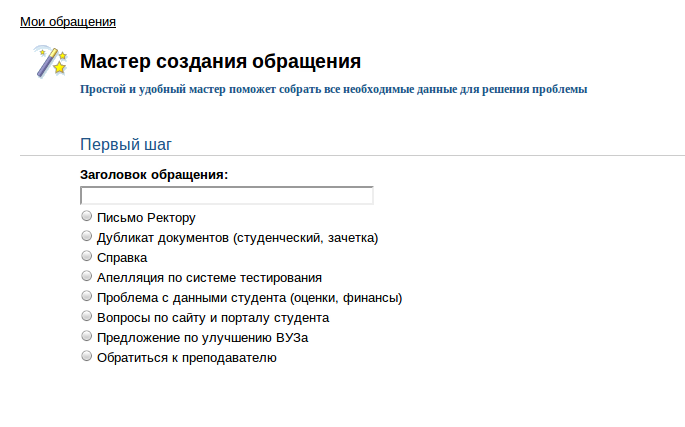 Мои обращения
Мастер создания обращения
Простой и удобный мастер поможет собрать все необходимые данные для решения проблемы
Первый шаг
Заголовок обращения:
Письмо Ректору
Дубликат документов (студенческий, зачетка)
Справка
Апелляция по системе тестирования
Проблема с данными студента (оценки, финансы)
Вопросы по сайту и порталу студента
Предложение по улучшению ВУЗа
Обратиться к преподавателю